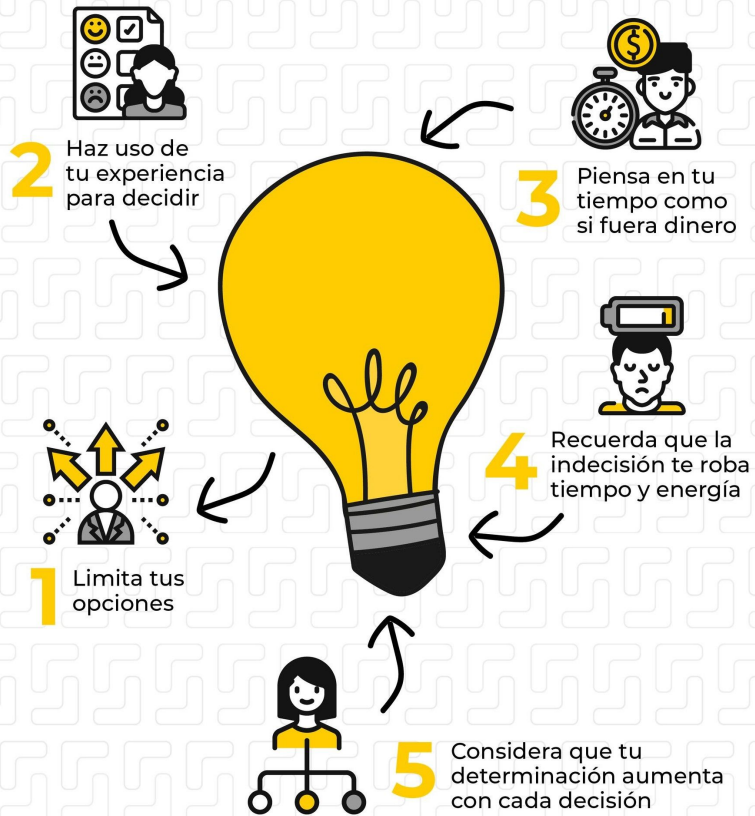 2
Haz uso de
tu experiencia
para decidir
3
Piensa en tu
tiempo como
si fuera dinero
$
4
Recuerda que la
indecisión te roba
tiempo y energía
1
Limita tus
opciones
5
Considera que tu
determinación aumenta
con cada decisión